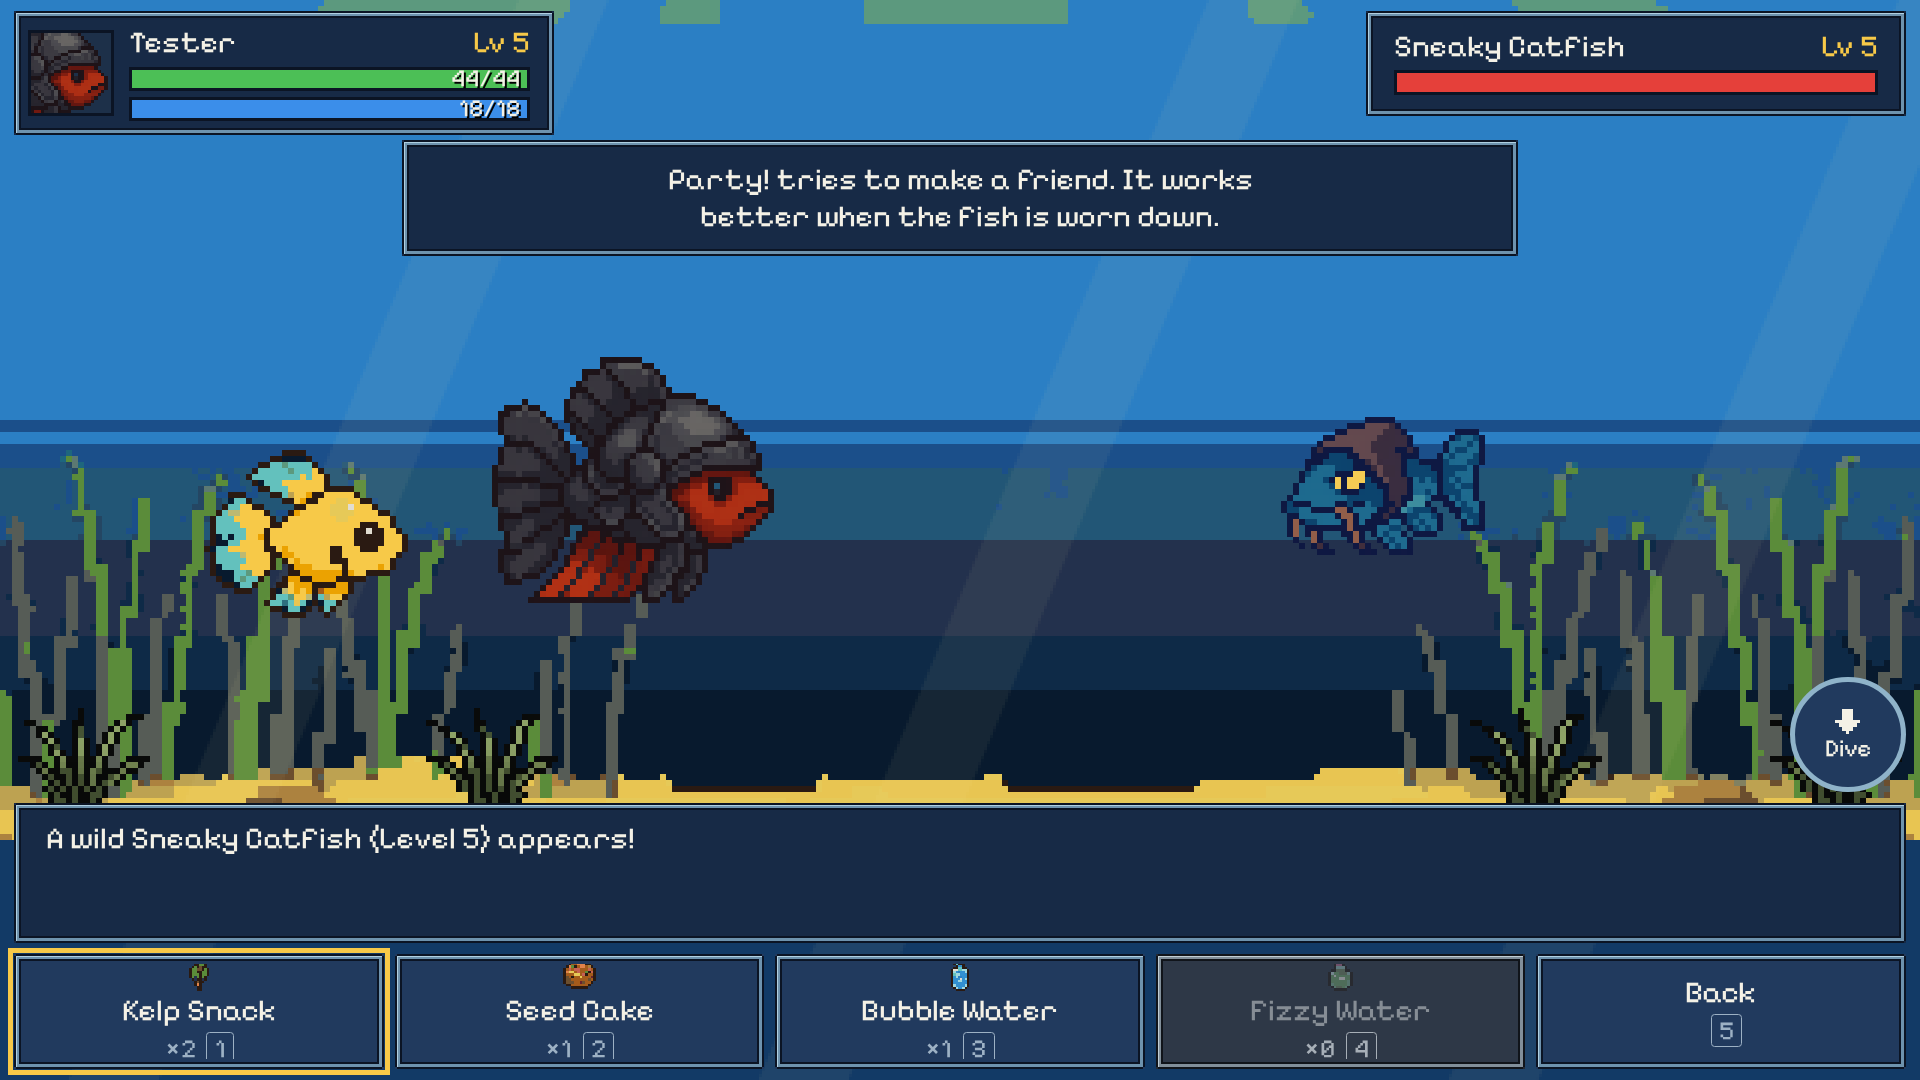 Tester Lv 5
44/44
18/18
Sneaky Catfish Lv 5
Party! tries to make a friend. It works
better when the fish is worn down.
Dive
A wild Sneaky Catfish (Level 5) appears!
Kelp Snack
×2 1
Seed Cake
×1 2
Bubble Water
×1 3
Fizzy Water
×0 4
Back
5